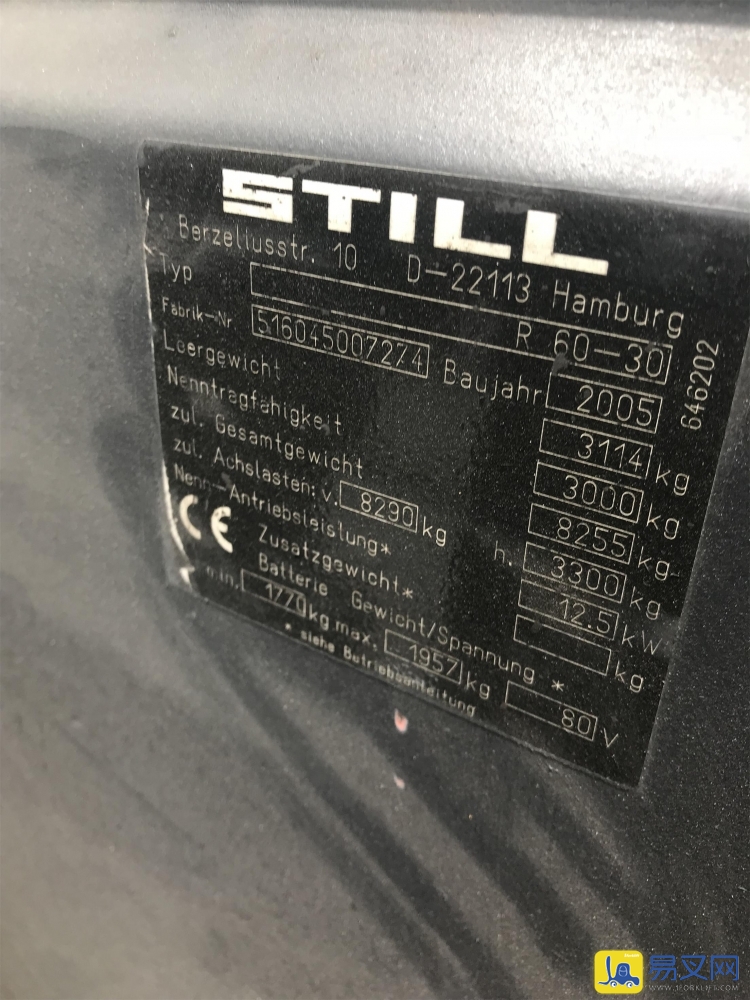 STILL
Berzeliusstr. 10 D-22113 Hamburg
Typ R 60-30
Fabrik-Nr 516045007274 Baujahr 2005
Leergewicht 3114 kg
Nenntragfähigkeit 3000 kg
zul. Gesamtgewicht 8255 kg
zul. Achslasten: v. 8290 kg h. 3300 kg
Nenn-Antriebsleistung* 12.5 kW
CE Zusatzgewicht* kg
Batterie Gewicht/Spannung *
min. 1770 kg max. 1957 kg 80 V
* siehe Betriebsanleitung
646202
易叉网